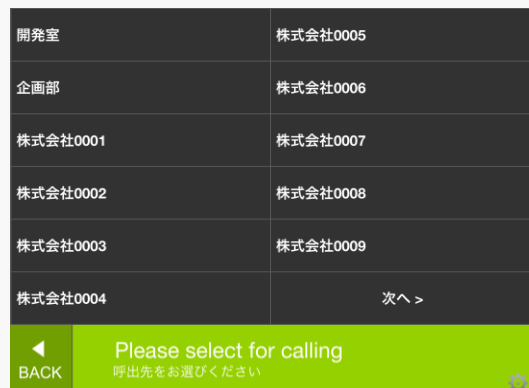 開発室
企画部
株式会社0001
株式会社0002
株式会社0003
株式会社0004
株式会社0005
株式会社0006
株式会社0007
株式会社0008
株式会社0009
次へ >
BACK
Please select for calling
呼出先をお選びください